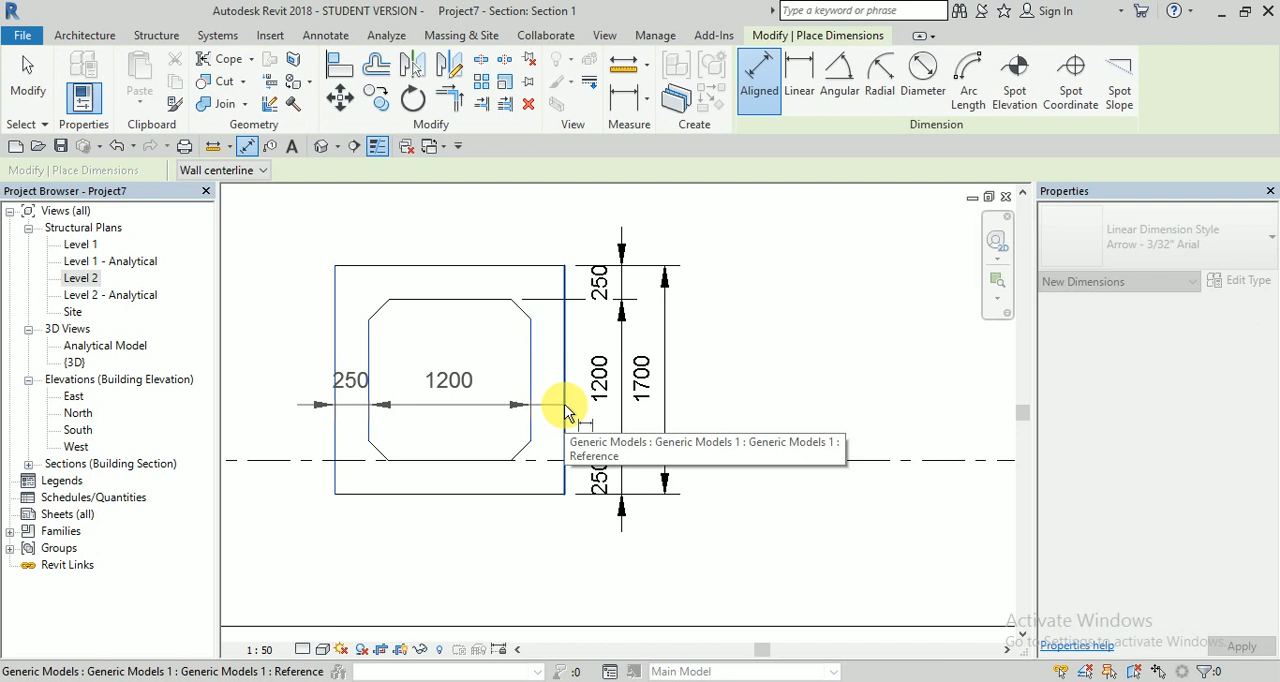 Autodesk Revit 2018 - STUDENT VERSION - Project7 - Section: Section 1
Type a keyword or phrase
Sign In
File Architecture Structure Systems Insert Annotate Analyze Massing & Site Collaborate View Manage Add-Ins Modify | Place Dimensions
Modify
Paste
Cope
Cut
Join
Aligned Linear Angular Radial Diameter Arc Length Spot Elevation Spot Coordinate Spot Slope
Select Properties Clipboard Geometry Modify View Measure Create Dimension
Modify | Place Dimensions Wall centerline
Project Browser - Project7
Views (all)
Structural Plans
Level 1
Level 1 - Analytical
Level 2
Level 2 - Analytical
Site
3D Views
Analytical Model
{3D}
Elevations (Building Elevation)
East
North
South
West
Sections (Building Section)
Legends
Schedules/Quantities
Sheets (all)
Families
Groups
Revit Links
250
250 1200
1200
1700
250
Generic Models : Generic Models 1 : Generic Models 1 :
Reference
2D
Properties
Linear Dimension Style
Arrow - 3/32" Arial
New Dimensions
Edit Type
Activate Windows
Go to Settings to activate Windows.
Properties help
Apply
1 : 50
Generic Models : Generic Models 1 : Generic Models 1 : Reference
:0
Main Model
:0